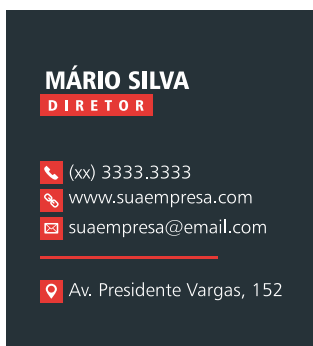 MÁRIO SILVA
DIRETOR
(xx) 3333.3333
www.suaempresa.com
suaempresa@email.com
Av. Presidente Vargas, 152